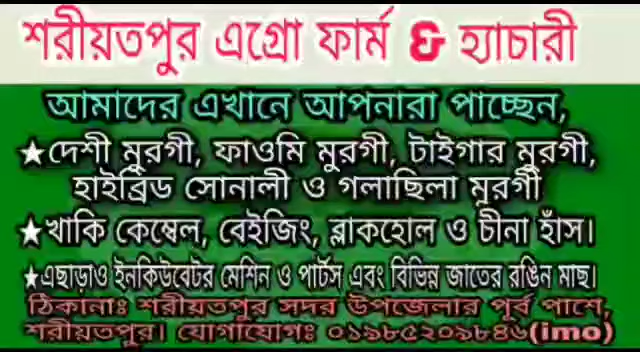 শরীয়তপুর এগ্রো ফার্ম & হ্যাচারী
আমাদের এখানে আপনারা পাচ্ছেন,
★দেশী মুরগী, ফাওমি মুরগী, টাইগার মুরগী,
হাইব্রিড সোনালী ও গলাছিলা মুরগী
★খাকি কেম্বেল, বেইজিং, ব্লাকহোল ও চীনা হাঁস।
★এছাড়াও ইনকিউবেটর মেশিন ও পার্টস এবং বিভিন্ন জাতের রঙিন মাছ।
ঠিকানাঃ শরীয়তপুর সদর উপজেলার পুর্ব পাশে,
শরীয়তপুর। যোগাযোগঃ ০১৯৮৫২০৯৮৪৬(imo)